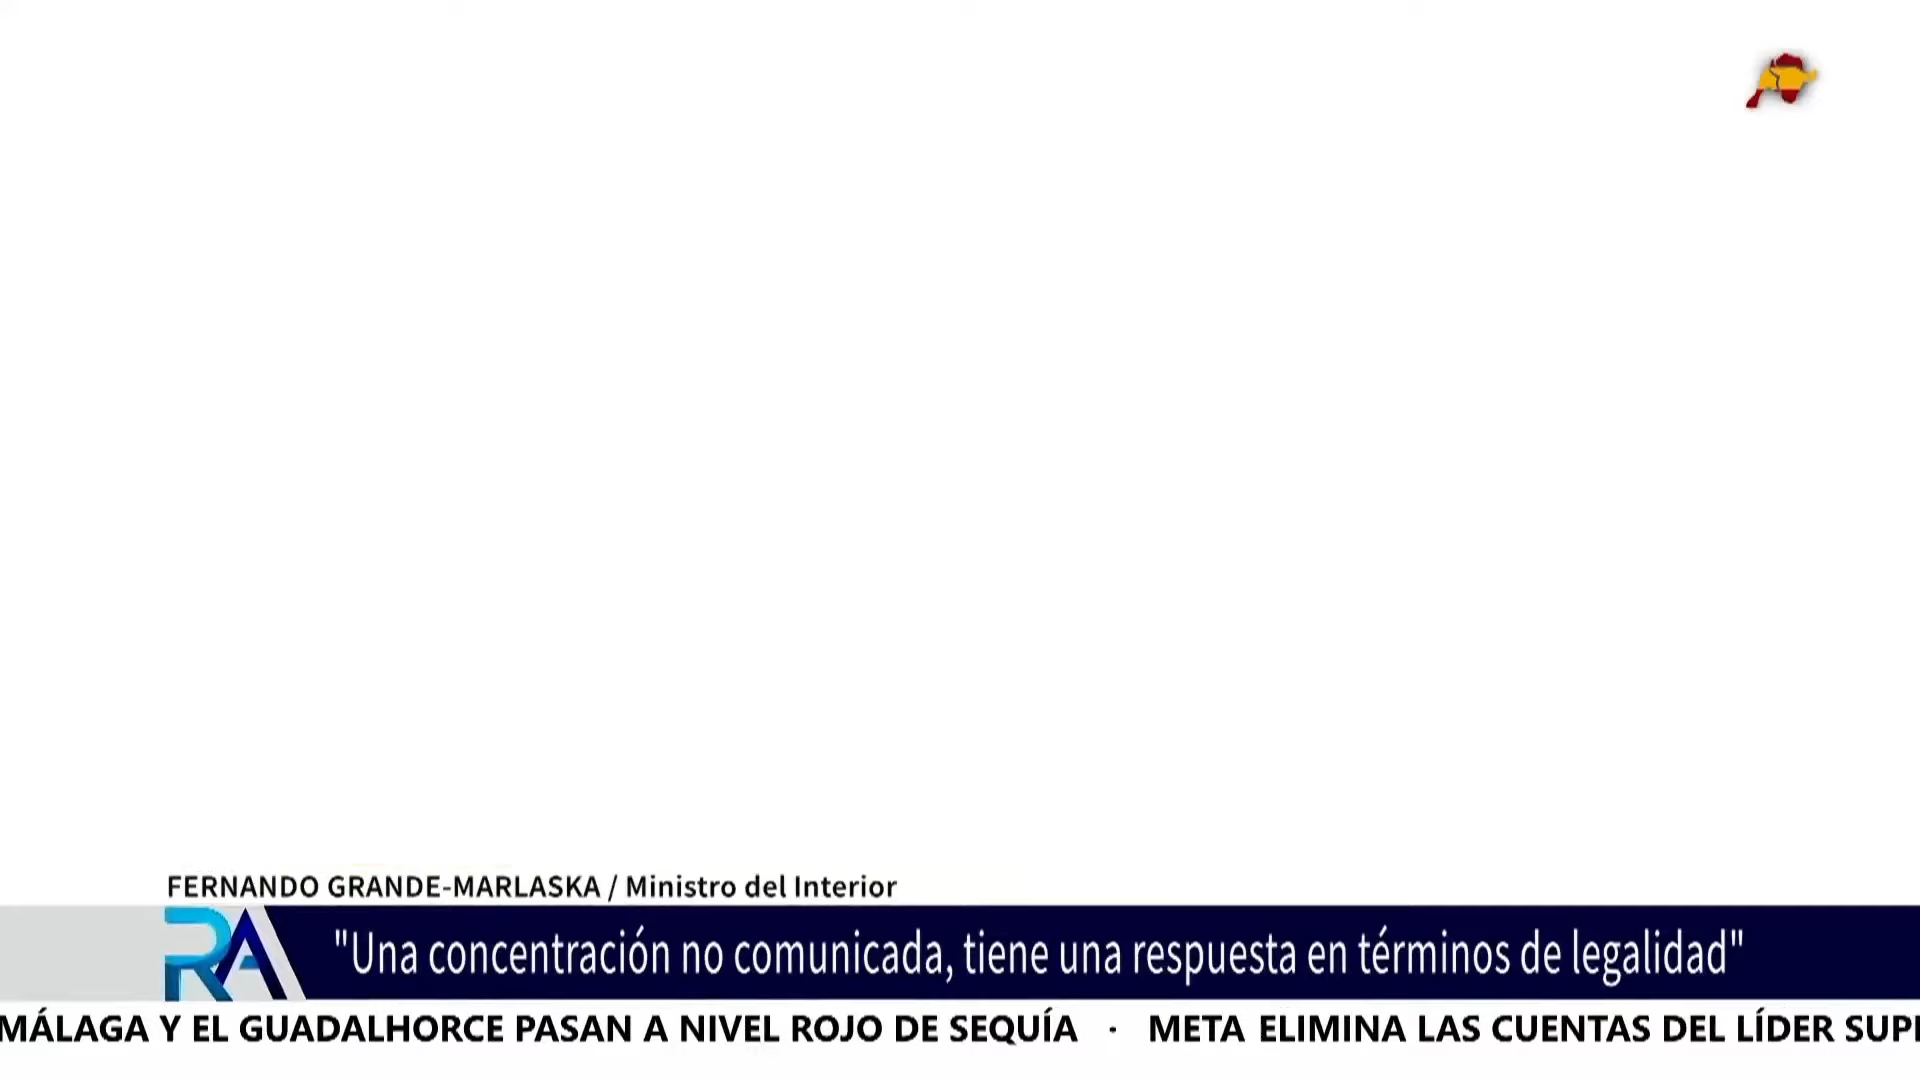 FERNANDO GRANDE-MARLASKA / Ministro del Interior
RA
"Una concentración no comunicada, tiene una respuesta en términos de legalidad"
MÁLAGA Y EL GUADALHORCE PASAN A NIVEL ROJO DE SEQUÍA · META ELIMINA LAS CUENTAS DEL LÍDER